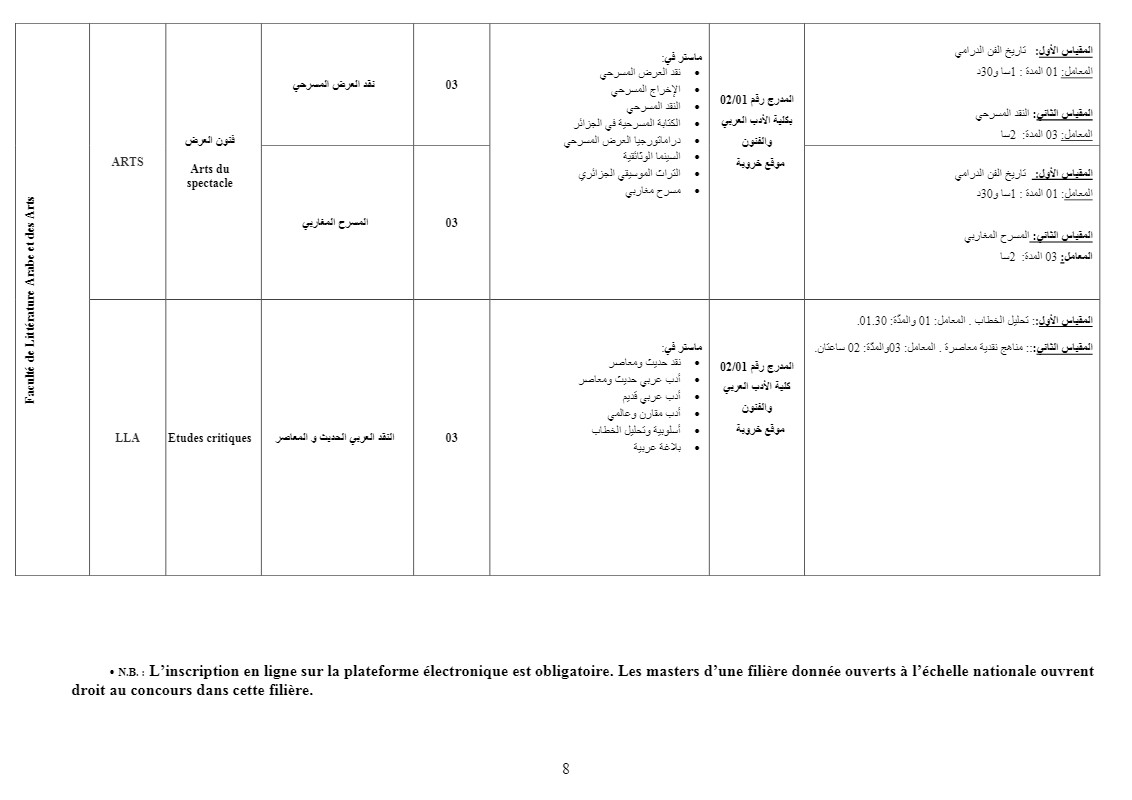 Faculté de Littérature Arabe et des Arts
ARTS
فنون العرض
Arts du
spectacle
نقد العرض المسرحي
03
ماستر في:
• نقد العرض المسرحي
• الإخراج المسرحي
• النقد المسرحي
• الكتابة المسرحية في الجزائر
• دراماتورجيا العرض المسرحي
• السينما الوثائقية
• التراث الموسيقي الجزائري
• مسرح مغاربي
المدرج رقم 02/01
بكلية الأدب العربي
والفنون
موقع خروبة
المقياس الأول: تاريخ الفن الدرامي
المعامل: 01 المدة : 1سا و30د
المقياس الثاني: النقد المسرحي
المعامل: 03 المدة: 2سا
المسرح المغاربي
03
المقياس الأول: تاريخ الفن الدرامي
المعامل: 01 المدة : 1سا و30د
المقياس الثاني: المسرح المغاربي
المعامل: 03 المدة: 2سا
LLA
Etudes critiques
النقد العربي الحديث و المعاصر
03
ماستر في:
• نقد حديث ومعاصر
• أدب عربي حديث ومعاصر
• أدب عربي قديم
• أدب مقارن وعالمي
• أسلوبية وتحليل الخطاب
• بلاغة عربية
المدرج رقم 02/01
كلية الأدب العربي
والفنون
موقع خروبة
المقياس الأول: تحليل الخطاب . المعامل: 01 والمدّة: 01.30.
المقياس الثاني:: مناهج نقدية معاصرة . المعامل: 03والمدّة: 02 ساعتان.
• N.B. : L’inscription en ligne sur la plateforme électronique est obligatoire. Les masters d’une filière donnée ouverts à l’échelle nationale ouvrent
droit au concours dans cette filière.
8